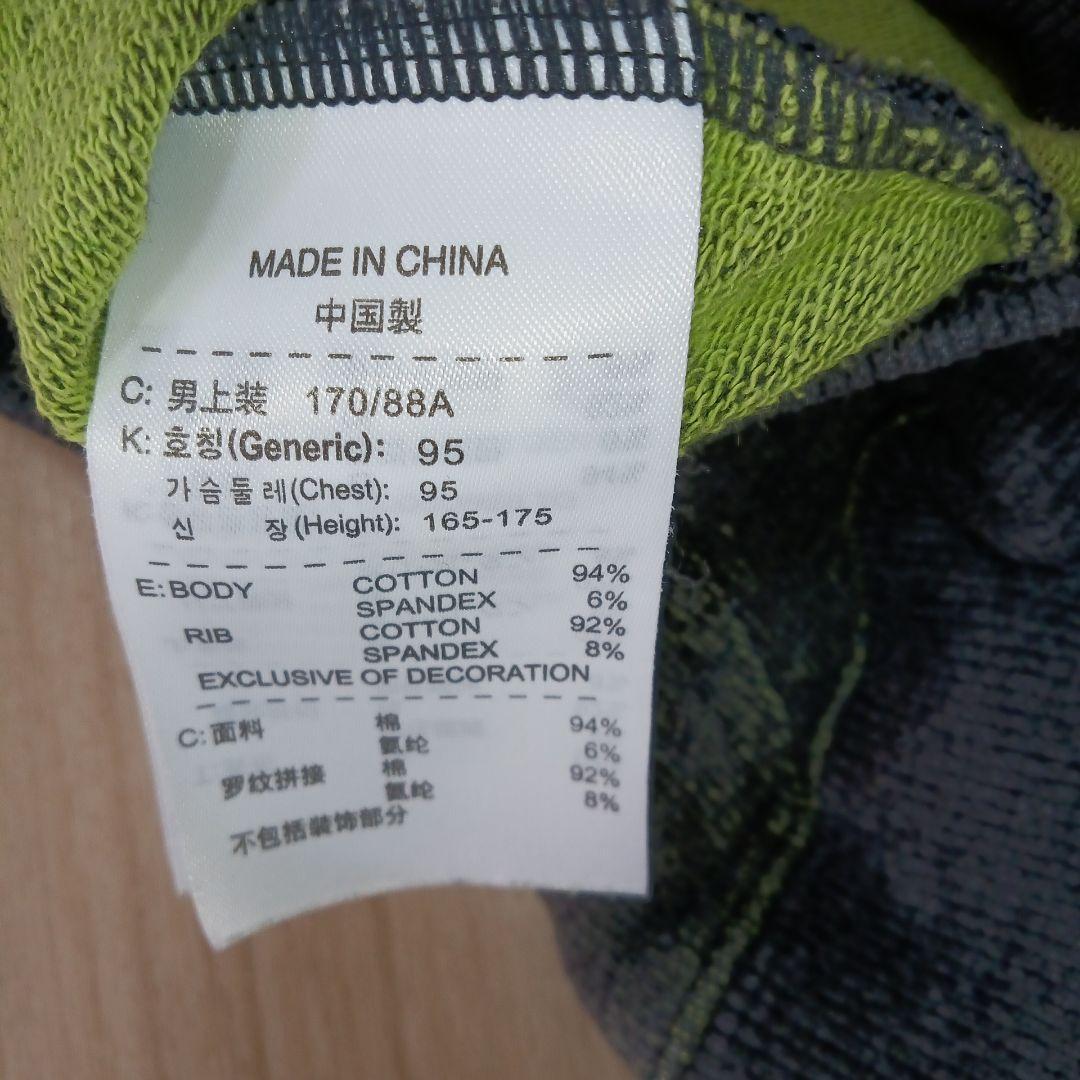 MADE IN CHINA
中国製
C: 男上装 170/88A
K: 호칭(Generic): 95
가슴둘레(Chest): 95
신 장(Height): 165-175
E: BODY COTTON 94%
SPANDEX 6%
RIB COTTON 92%
SPANDEX 8%
EXCLUSIVE OF DECORATION
C: 面料 棉 94%
氨纶 6%
罗纹拼接 棉 92%
氨纶 8%
不包括装饰部分